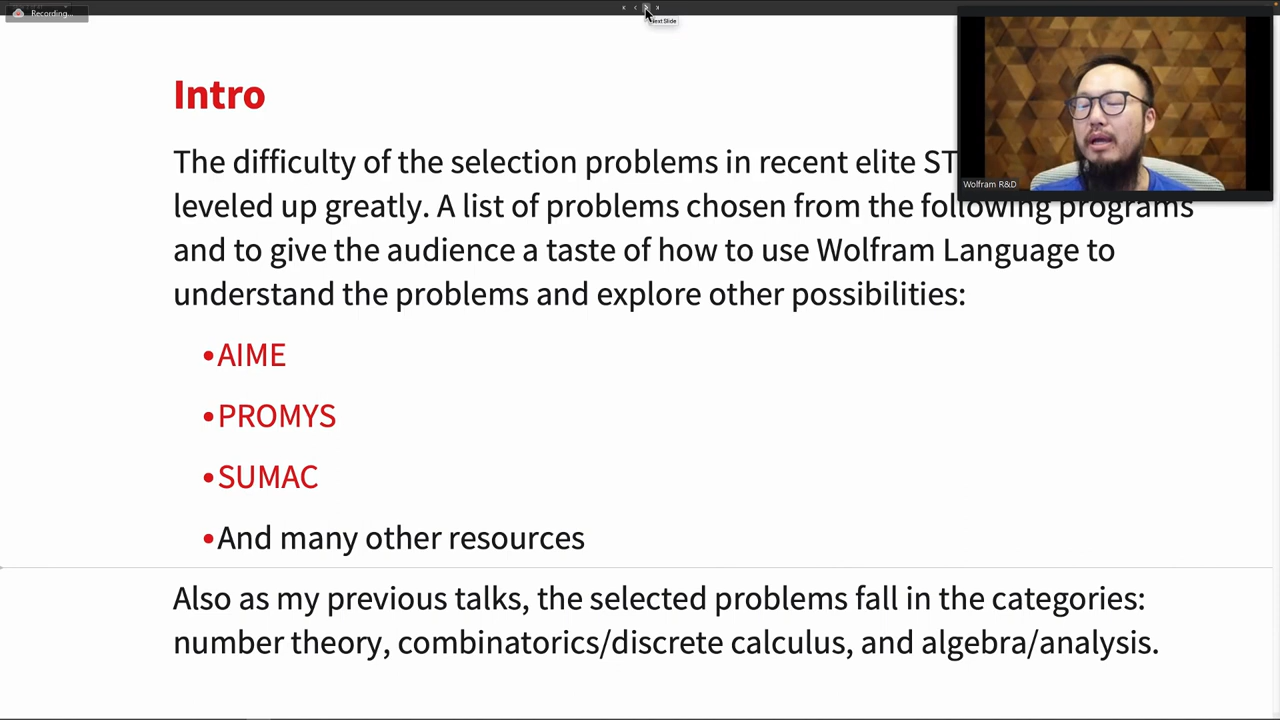 Recording...
Next Slide
Intro
The difficulty of the selection problems in recent elite ST
leveled up greatly. A list of problems chosen from the following programs
and to give the audience a taste of how to use Wolfram Language to
understand the problems and explore other possibilities:
•AIME
•PROMYS
•SUMAC
•And many other resources
Also as my previous talks, the selected problems fall in the categories:
number theory, combinatorics/discrete calculus, and algebra/analysis.
Wolfram R&D